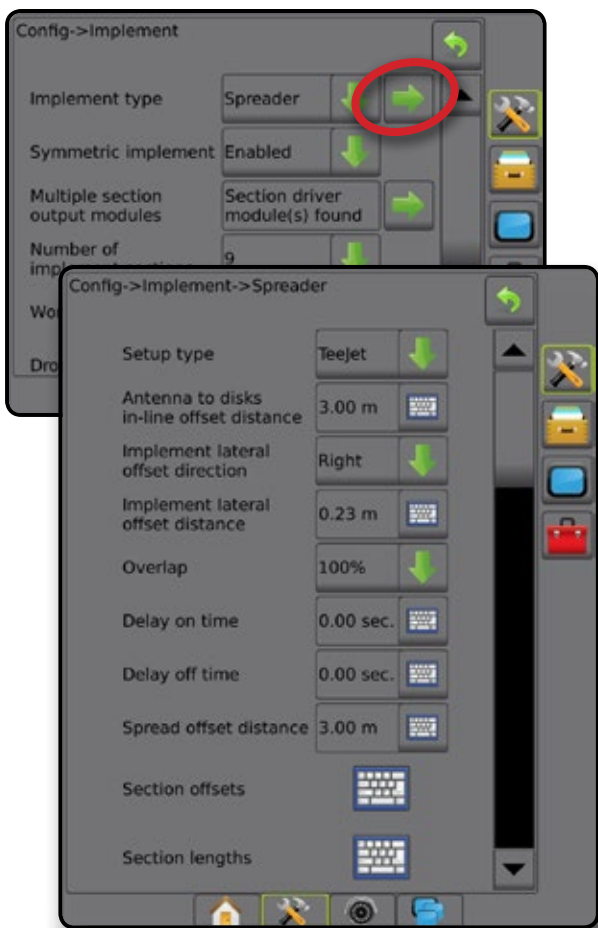 Config->Implement
Implement type Spreader
Symmetric implement Enabled
Multiple section Section driver
output modules module(s) found
Number of 9
Config->Implement->Spreader
Setup type TeeJet
Antenna to disks
in-line offset distance 3.00 m
Implement lateral
offset direction Right
Implement lateral
offset distance 0.23 m
Overlap 100%
Delay on time 0.00 sec.
Delay off time 0.00 sec.
Spread offset distance 3.00 m
Section offsets
Section lengths